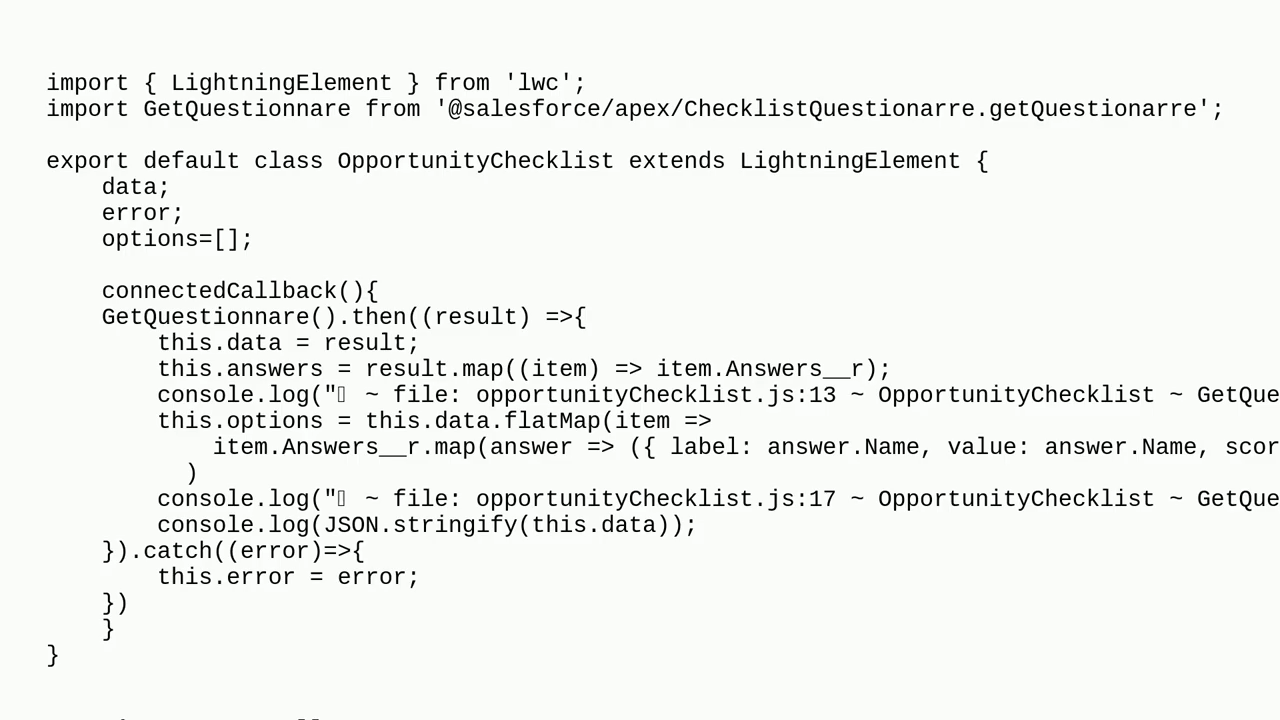 import { LightningElement } from 'lwc';
import GetQuestionnare from '@salesforce/apex/ChecklistQuestionarre.getQuestionarre';
export default class OpportunityChecklist extends LightningElement {
data;
error;
options=[];
connectedCallback(){
GetQuestionnare().then((result) =>{
this.data = result;
this.answers = result.map((item) => item.Answers__r);
console.log("▯ ~ file: opportunityChecklist.js:13 ~ OpportunityChecklist ~ GetQue
this.options = this.data.flatMap(item =>
item.Answers__r.map(answer => ({ label: answer.Name, value: answer.Name, scor
)
console.log("▯ ~ file: opportunityChecklist.js:17 ~ OpportunityChecklist ~ GetQue
console.log(JSON.stringify(this.data));
}).catch((error)=>{
this.error = error;
})
}
}